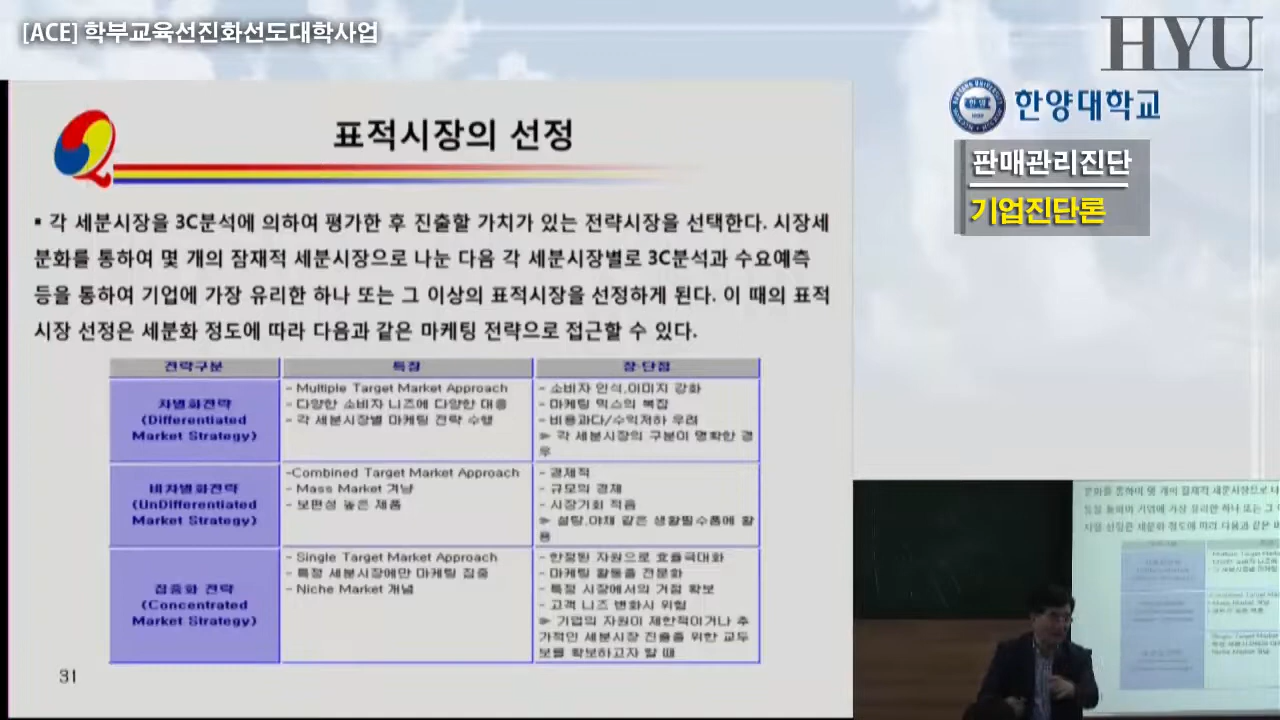 [ACE] 학부교육선진화선도대학사업
HYU
한양대학교
판매관리진단
기업진단론
표적시장의 선정
▪ 각 세분시장을 3C분석에 의하여 평가한 후 진출할 가치가 있는 전략시장을 선택한다. 시장세
분화를 통하여 몇 개의 잠재적 세분시장으로 나눈 다음 각 세분시장별로 3C분석과 수요예측
등을 통하여 기업에 가장 유리한 하나 또는 그 이상의 표적시장을 선정하게 된다. 이 때의 표적
시장 선정은 세분화 정도에 따라 다음과 같은 마케팅 전략으로 접근할 수 있다.
전략구분 특징 장·단점
차별화전략
(Differentiated
Market Strategy)
- Multiple Target Market Approach
- 다양한 소비자 니즈에 다양한 대응
- 각 세분시장별 마케팅 전략 수행
- 소비자 인식,이미지 강화
- 마케팅 믹스의 복잡
- 비용과다/수익저하 우려
➢ 각 세분시장의 구분이 명확한 경
우
비차별화전략
(UnDifferentiated
Market Strategy)
-Combined Target Market Approach
- Mass Market 겨냥
- 보편성 높은 제품
- 경제적
- 규모의 경제
- 시장기회 적음
➢ 설탕,야채 같은 생활필수품에 활
용
집중화 전략
(Concentrated
Market Strategy)
- Single Target Market Approach
- 특정 세분시장에만 마케팅 집중
- Niche Market 개념
- 한정된 자원으로 효율극대화
- 마케팅 활동을 전문화
- 특정 시장에서의 거점 확보
- 고객 니즈 변화시 위험
➢ 기업의 자원이 제한적이거나 추
가적인 세분시장 진출을 위한 교두
보를 확보하고자 할 때
31